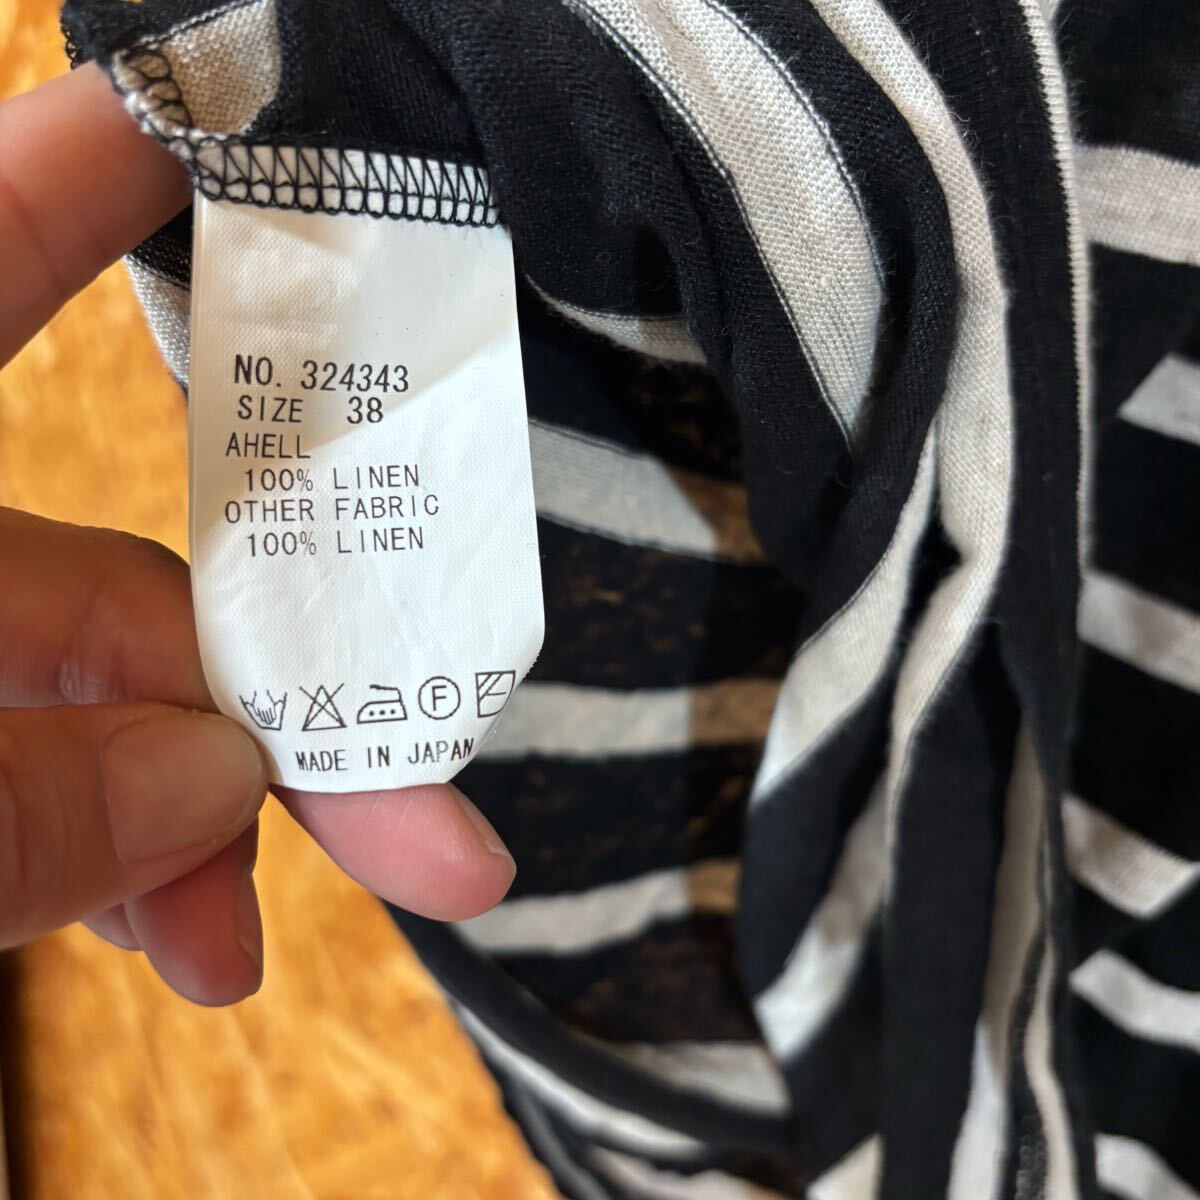 NO. 324343
SIZE 38
AHELL
100% LINEN
OTHER FABRIC
100% LINEN
F
MADE IN JAPAN